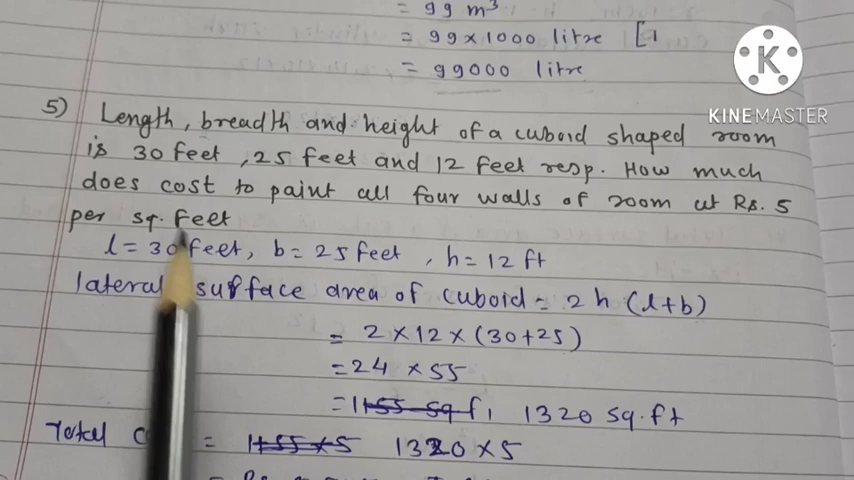 = 99 m³
= 99×1000 litre
= 99000 litre
KINEMASTER
5) Length, breadth and height of a cuboid shaped room
is 30 feet, 25 feet and 12 feet resp. How much
does cost to paint all four walls of room at Rs. 5
per sq. feet
l = 30 feet, b = 25 feet, h = 12 ft
lateral surface area of cuboid = 2 h (l+b)
= 2 × 12 × (30+25)
= 24 × 55
= 1320 sq. ft
Total = 1320 × 5